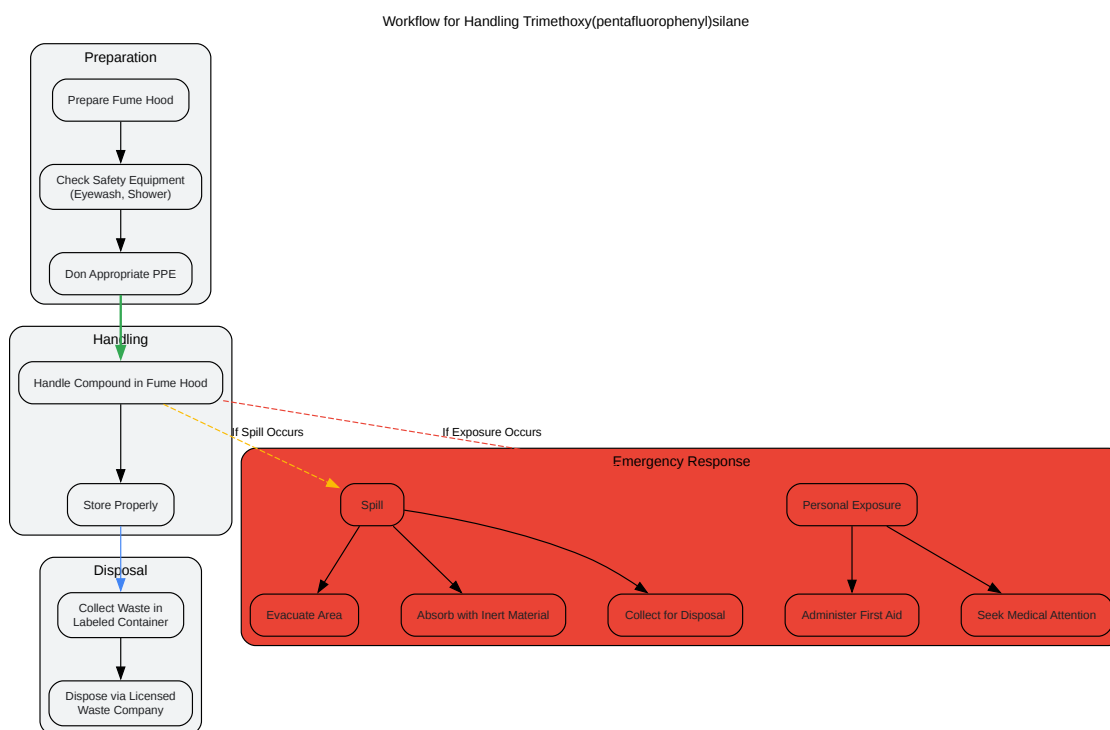 Workflow for Handling Trimethoxy(pentafluorophenyl)silane
Preparation
Prepare Fume Hood
Check Safety Equipment
(Eyewash, Shower)
Don Appropriate PPE
Handling
Handle Compound in Fume Hood
If Spill Occurs
If Exposure Occurs
Store Properly
Emergency Response
Spill
Personal Exposure
Evacuate Area
Absorb with Inert Material
Collect for Disposal
Administer First Aid
Seek Medical Attention
Disposal
Collect Waste in
Labeled Container
Dispose via Licensed
Waste Company